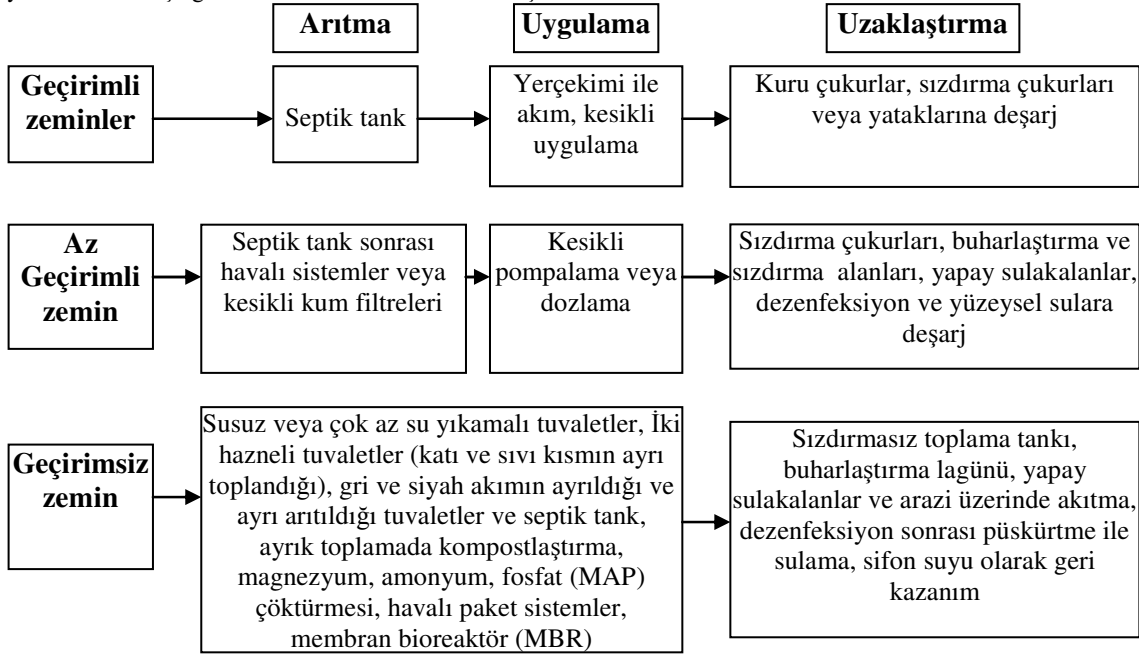 Arıtma
Uygulama
Uzaklaştırma
Geçirimli
zeminler
Septik tank
Yerçekimi ile
akım, kesikli
uygulama
Kuru çukurlar, sızdırma çukurları
veya yataklarına deşarj
Az
Geçirimli
zemin
Septik tank sonrası
havalı sistemler veya
kesikli kum filtreleri
Kesikli
pompalama veya
dozlama
Sızdırma çukurları, buharlaştırma ve
sızdırma alanları, yapay sulakalanlar,
dezenfeksiyon ve yüzeysel sulara
deşarj
Geçirimsiz
zemin
Susuz veya çok az su yıkamalı tuvaletler, İki
hazneli tuvaletler (katı ve sıvı kısmın ayrı
toplandığı), gri ve siyah akımın ayrıldığı ve
ayrı arıtıldığı tuvaletler ve septik tank,
ayrık toplamada kompostlaştırma,
magnezyum, amonyum, fosfat (MAP)
çöktürmesi, havalı paket sistemler,
membran bioreaktör (MBR)
Sızdırmasız toplama tankı,
buharlaştırma lagünü, yapay
sulakalanlar ve arazi üzerinde akıtma,
dezenfeksiyon sonrası püskürtme ile
sulama, sifon suyu olarak geri
kazanım